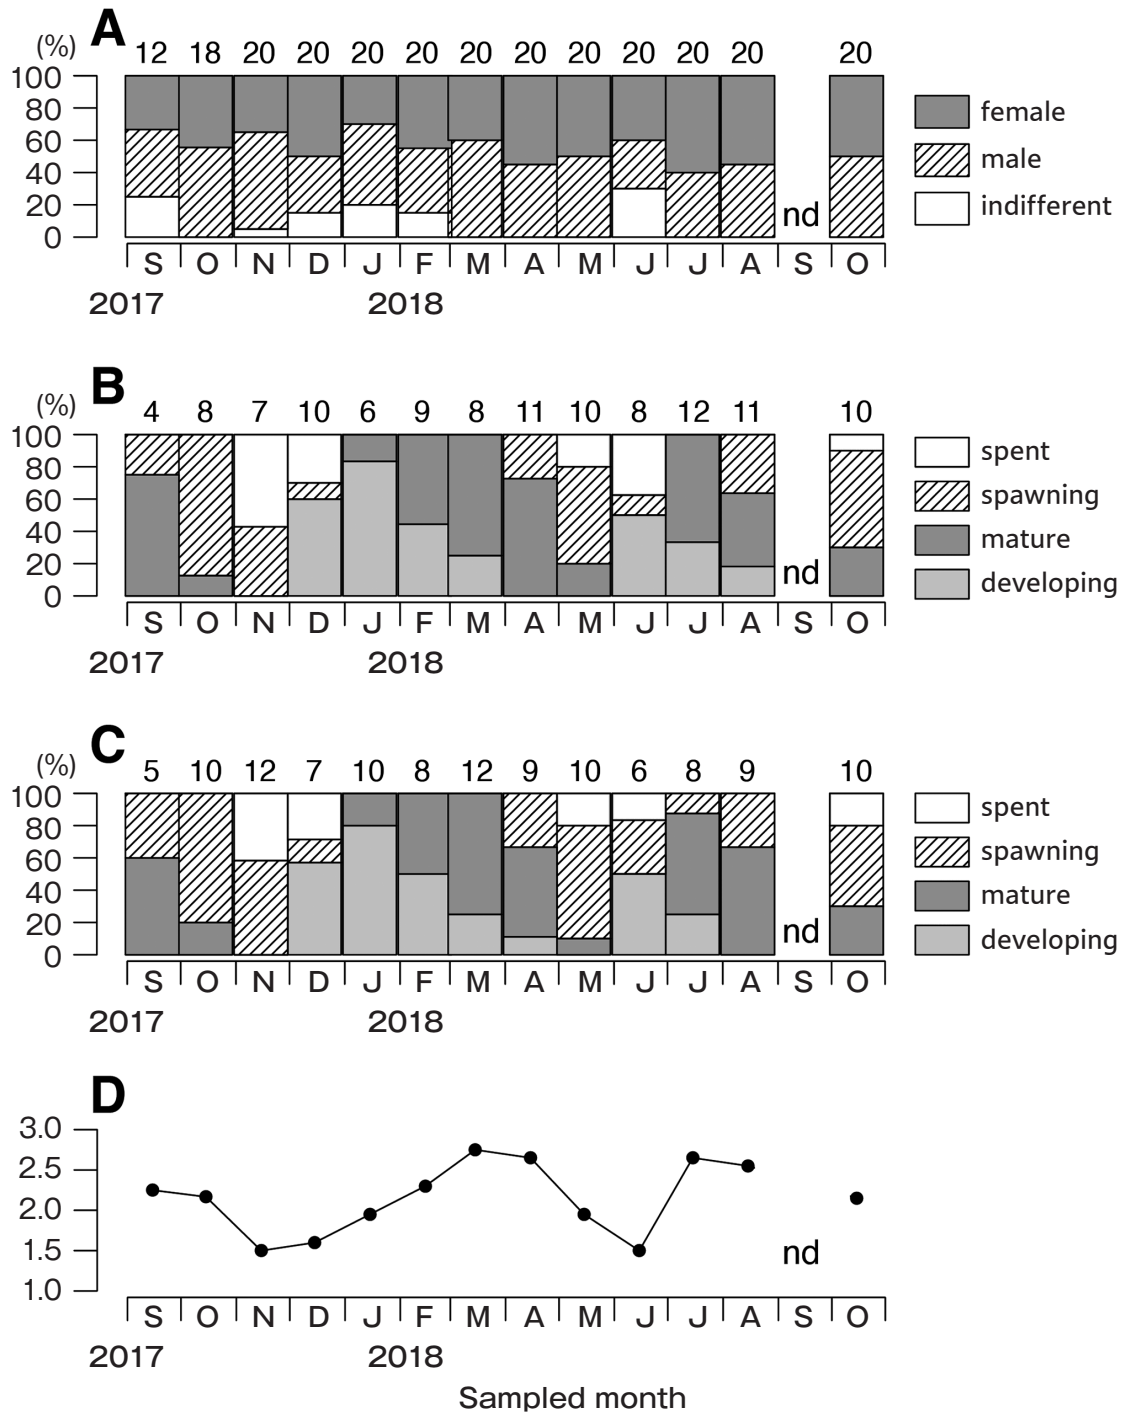 A
(%) 12 18 20 20 20 20 20 20 20 20 20 20 20
100
80
60
40
20
0
female
male
indifferent
nd
S O N D J F M A M J J A S O
2017 2018
B
(%) 4 8 7 10 6 9 8 11 10 8 12 11 10
100
80
60
40
20
0
spent
spawning
mature
developing
nd
S O N D J F M A M J J A S O
2017 2018
C
(%) 5 10 12 7 10 8 12 9 10 6 8 9 10
100
80
60
40
20
0
spent
spawning
mature
developing
nd
S O N D J F M A M J J A S O
2017 2018
D
3.0
2.5
2.0
1.5
1.0
nd
S O N D J F M A M J J A S O
2017 2018
Sampled month